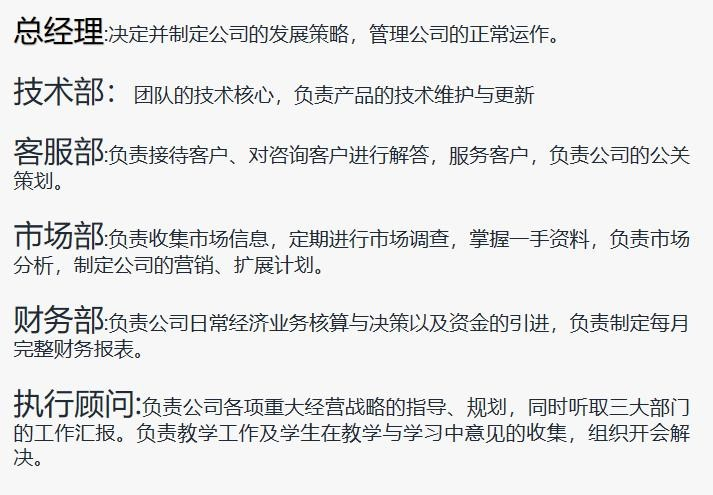 总经理:决定并制定公司的发展策略，管理公司的正常运作。
技术部：团队的技术核心，负责产品的技术维护与更新
客服部:负责接待客户、对咨询客户进行解答，服务客户，负责公司的公关
策划。
市场部:负责收集市场信息，定期进行市场调查，掌握一手资料，负责市场
分析，制定公司的营销、扩展计划。
财务部:负责公司日常经济业务核算与决策以及资金的引进，负责制定每月
完整财务报表。
执行顾问:负责公司各项重大经营战略的指导、规划，同时听取三大部门
的工作汇报。负责教学工作及学生在教学与学习中意见的收集，组织开会解
决。